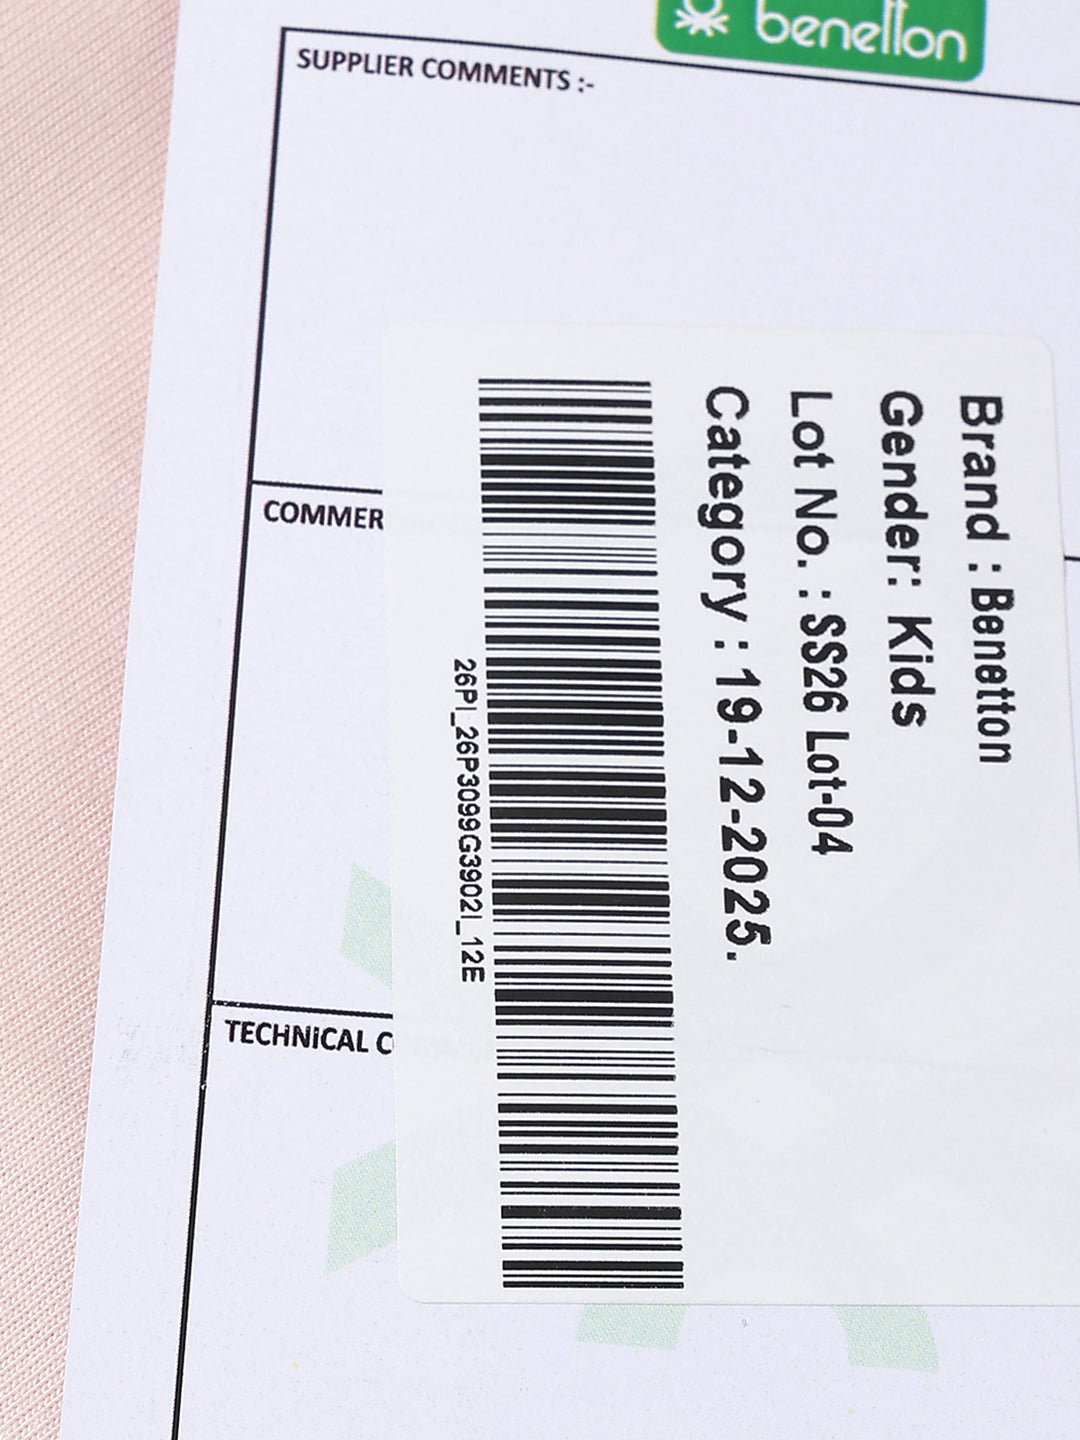 benetton
SUPPLIER COMMENTS :-
COMMER
TECHNICAL C
Brand : Benetton
Gender: Kids
Lot No. : SS26 Lot-04
Category : 19-12-2025.
26PI_26P3099G3902I_12E